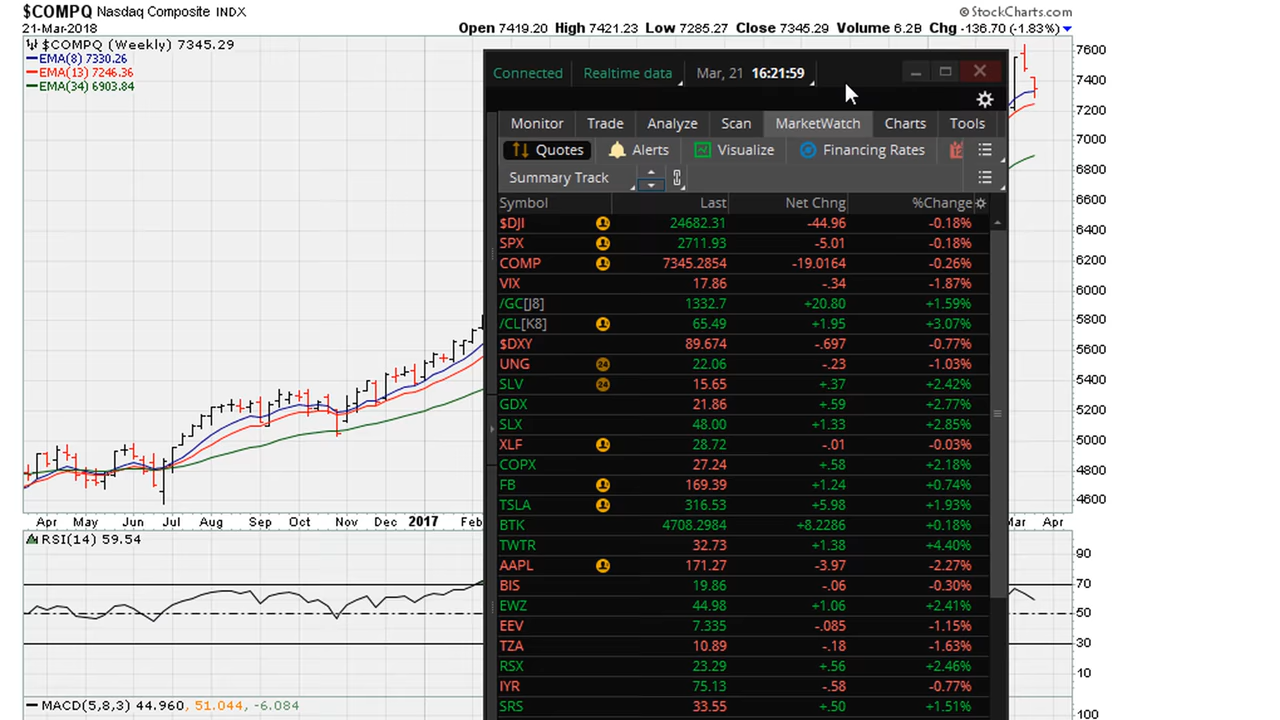 $COMPQ Nasdaq Composite INDX
© StockCharts.com
21-Mar-2018
Open 7419.20 High 7421.23 Low 7285.27 Close 7345.29 Volume 6.2B Chg -136.70 (-1.83%)
$COMPQ (Weekly) 7345.29
EMA(8) 7330.26
EMA(13) 7246.36
EMA(34) 6903.84
7600
7400
7200
7000
6800
6600
6400
6200
6000
5800
5600
5400
5200
5000
4800
4600
Connected Realtime data Mar, 21 16:21:59
Monitor Trade Analyze Scan MarketWatch Charts Tools
Quotes Alerts Visualize Financing Rates
Summary Track
Symbol Last Net Chng %Change
$DJI 24682.31 -44.96 -0.18%
SPX 2711.93 -5.01 -0.18%
COMP 7345.2854 -19.0164 -0.26%
VIX 17.86 -.34 -1.87%
/GC[J8] 1332.7 +20.80 +1.59%
/CL[K8] 65.49 +1.95 +3.07%
$DXY 89.674 -.697 -0.77%
UNG 24 22.06 -.23 -1.03%
SLV 24 15.65 +.37 +2.42%
GDX 21.86 +.59 +2.77%
SLX 48.00 +1.33 +2.85%
XLF 28.72 -.01 -0.03%
COPX 27.24 +.58 +2.18%
FB 169.39 +1.24 +0.74%
TSLA 316.53 +5.98 +1.93%
BTK 4708.2984 +8.2286 +0.18%
TWTR 32.73 +1.38 +4.40%
AAPL 171.27 -3.97 -2.27%
BIS 19.86 -.06 -0.30%
EWZ 44.98 +1.06 +2.41%
EEV 7.335 -.085 -1.15%
TZA 10.89 -.18 -1.63%
RSX 23.29 +.56 +2.46%
IYR 75.13 -.58 -0.77%
SRS 33.55 +.50 +1.51%
Apr May Jun Jul Aug Sep Oct Nov Dec 2017 Feb Mar Apr
RSI(14) 59.54
90
70
50
30
10
MACD(5,8,3) 44.960, 51.044, -6.084
100